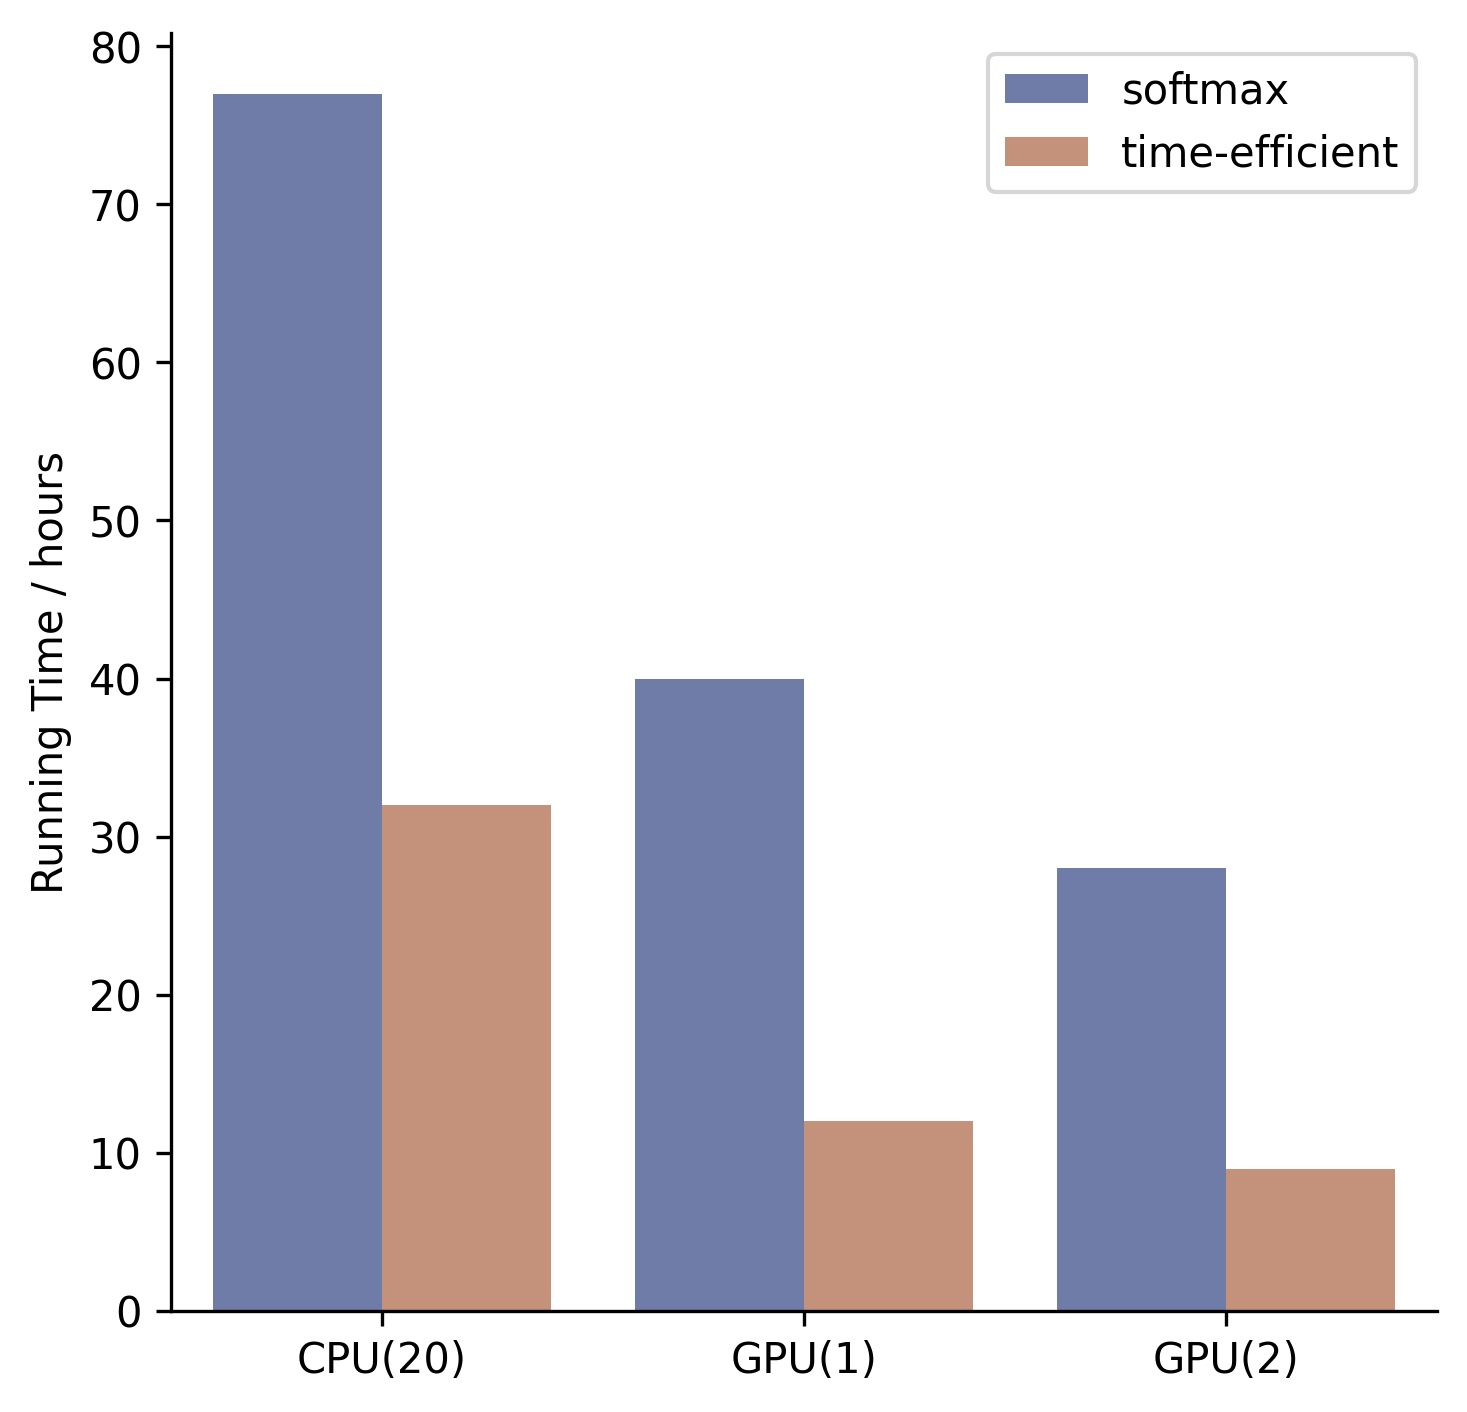 80
70
60
50
40
30
20
10
0
Running Time / hours
softmax
time-efficient
CPU(20)
GPU(1)
GPU(2)